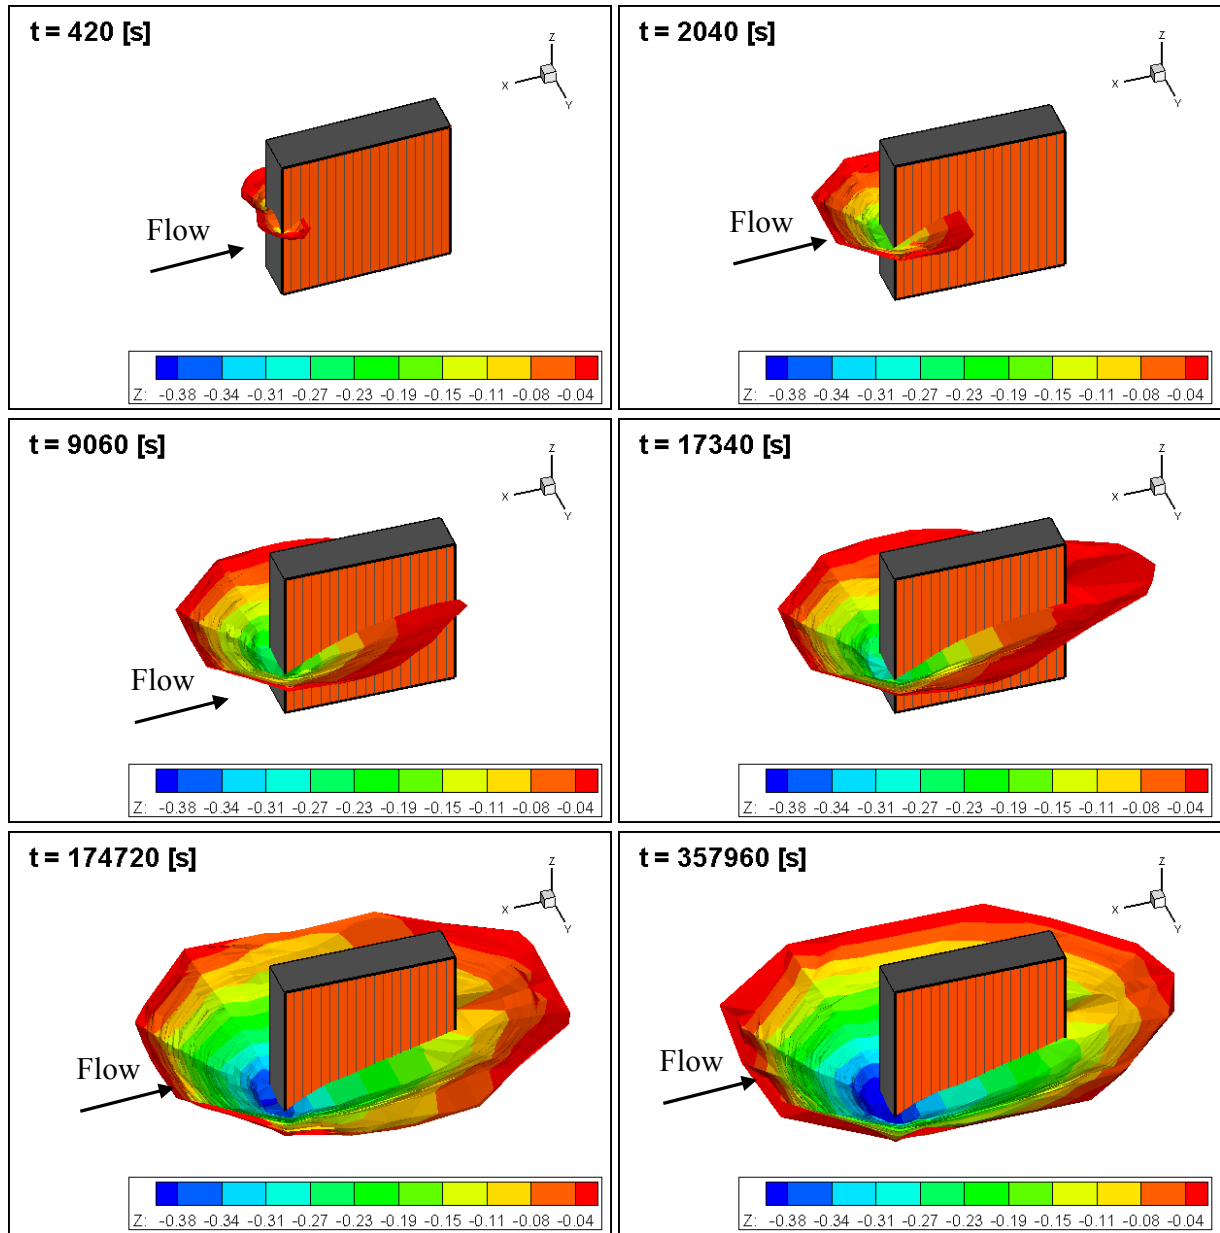 t = 420 [s]
Z
X
Y
Flow
Z: -0.38 -0.34 -0.31 -0.27 -0.23 -0.19 -0.15 -0.11 -0.08 -0.04
t = 2040 [s]
Z
X
Y
Flow
Z: -0.38 -0.34 -0.31 -0.27 -0.23 -0.19 -0.15 -0.11 -0.08 -0.04
t = 9060 [s]
Z
X
Y
Flow
Z: -0.38 -0.34 -0.31 -0.27 -0.23 -0.19 -0.15 -0.11 -0.08 -0.04
t = 17340 [s]
Z
X
Y
Z: -0.38 -0.34 -0.31 -0.27 -0.23 -0.19 -0.15 -0.11 -0.08 -0.04
t = 174720 [s]
Z
X
Y
Flow
Z: -0.38 -0.34 -0.31 -0.27 -0.23 -0.19 -0.15 -0.11 -0.08 -0.04
t = 357960 [s]
Z
X
Y
Flow
Z: -0.38 -0.34 -0.31 -0.27 -0.23 -0.19 -0.15 -0.11 -0.08 -0.04